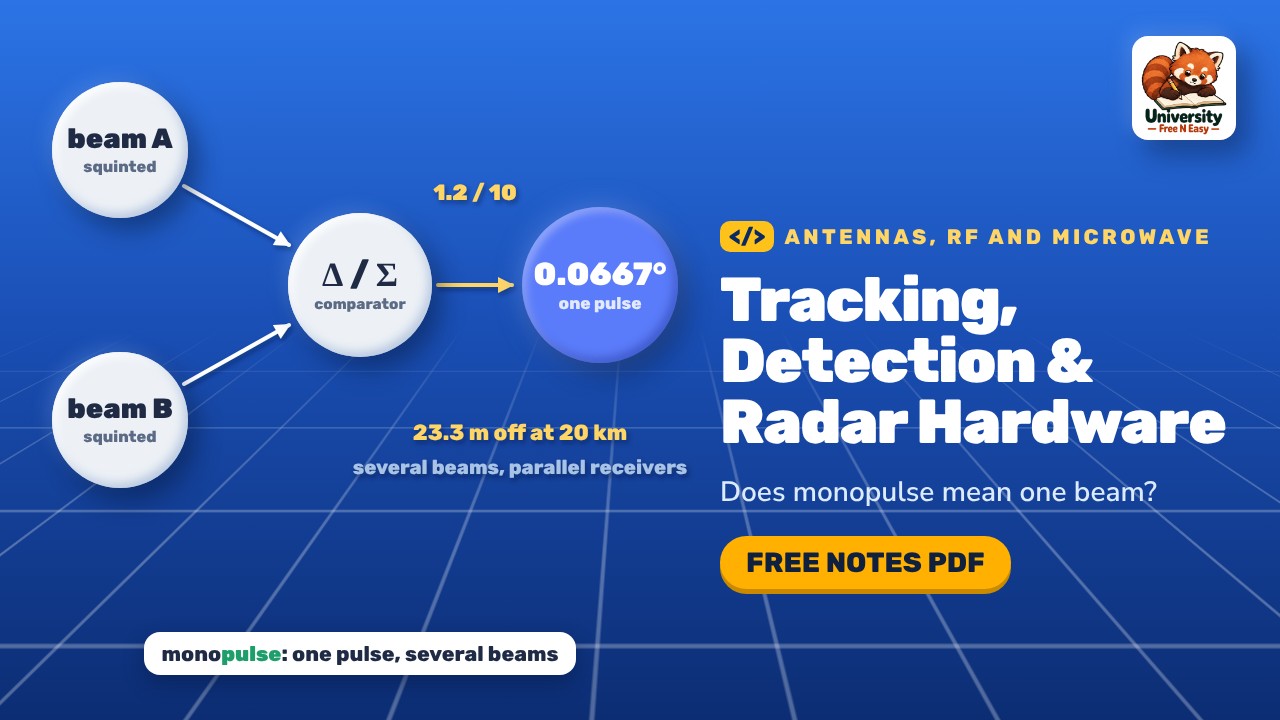 beam A
squinted
beam B
squinted
Δ / Σ
comparator
1.2 / 10
0.0667°
one pulse
23.3 m off at 20 km
several beams, parallel receivers
monopulse: one pulse, several beams
University
Free N Easy
</> ANTENNAS, RF AND MICROWAVE
Tracking,
Detection &
Radar Hardware
Does monopulse mean one beam?
FREE NOTES PDF